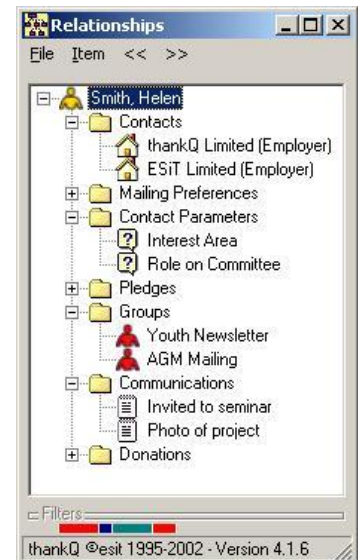 Relationships
File Item << >>
Smith, Helen
Contacts
thankQ Limited (Employer)
ESiT Limited (Employer)
Mailing Preferences
Contact Parameters
Interest Area
Role on Committee
Pledges
Groups
Youth Newsletter
AGM Mailing
Communications
Invited to seminar
Photo of project
Donations
Filters
thankQ ©esit 1995-2002 - Version 4.1.6